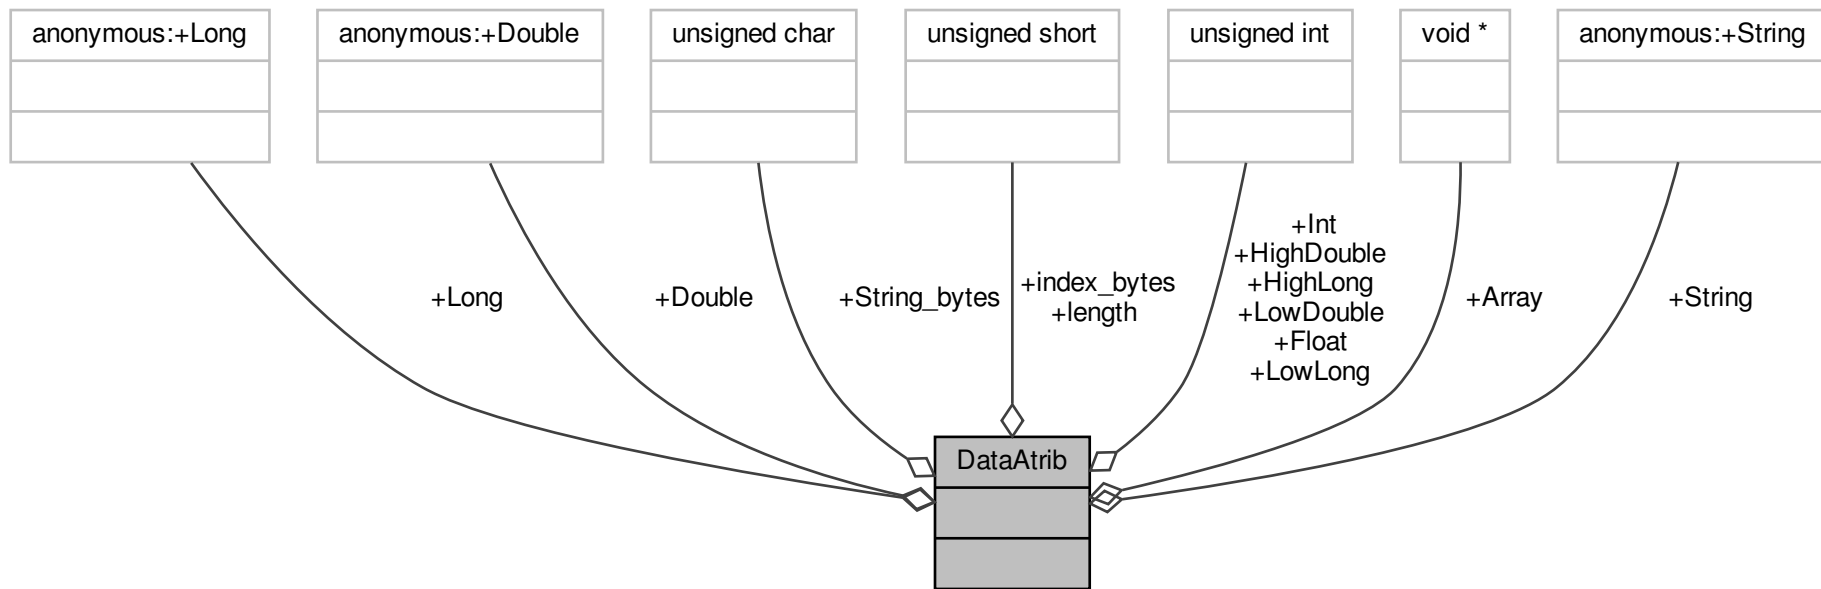 anonymous:+Long
anonymous:+Double
unsigned char
unsigned short
unsigned int
void *
anonymous:+String
+Long
+Double
+String_bytes
+index_bytes
+length
+Int
+HighDouble
+HighLong
+LowDouble
+Float
+LowLong
+Array
+String
DataAtrib